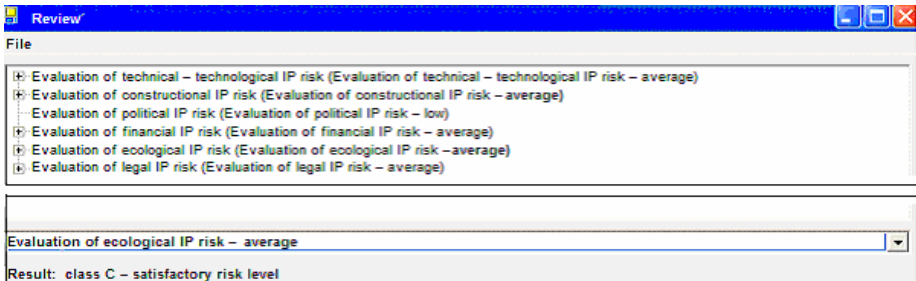 Review
File
Evaluation of technical – technological IP risk (Evaluation of technical – technological IP risk – average)
Evaluation of constructional IP risk (Evaluation of constructional IP risk – average)
Evaluation of political IP risk (Evaluation of political IP risk – low)
Evaluation of financial IP risk (Evaluation of financial IP risk – average)
Evaluation of ecological IP risk (Evaluation of ecological IP risk –average)
Evaluation of legal IP risk (Evaluation of legal IP risk – average)
Evaluation of ecological IP risk – average
Result: class C – satisfactory risk level